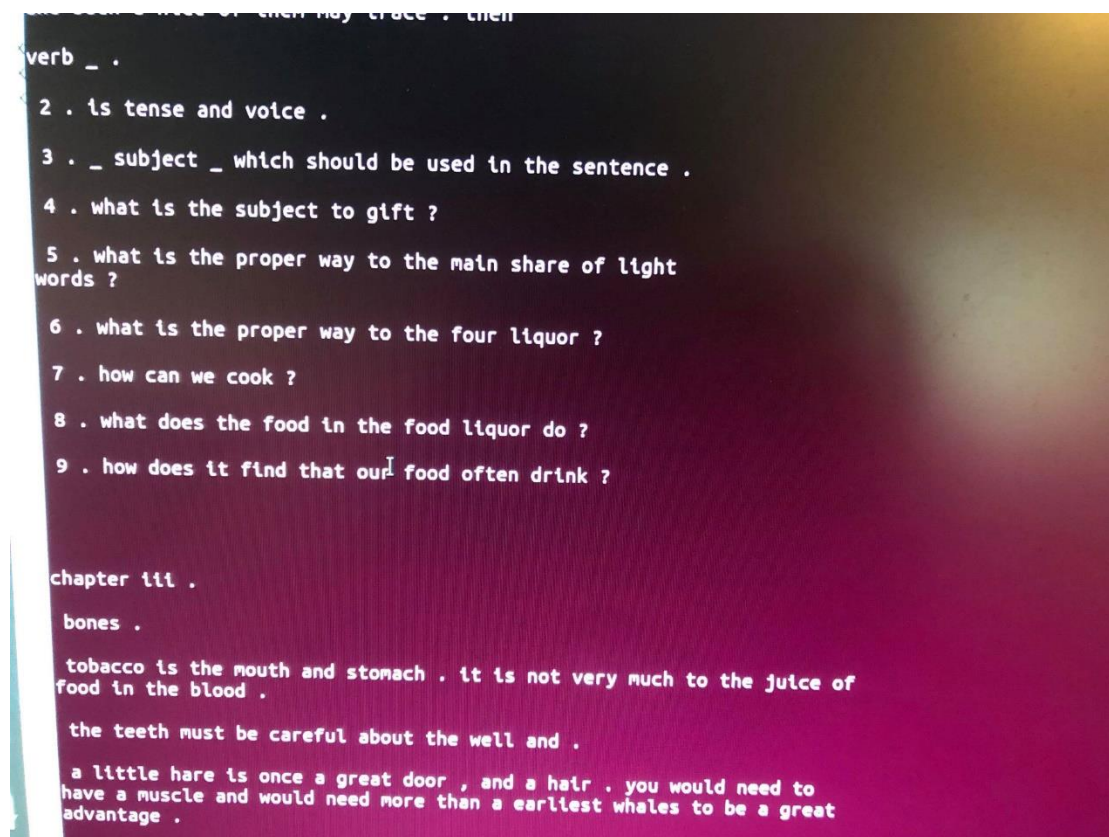 them may trace . then
verb _ .
2 . is tense and voice .
3 . _ subject _ which should be used in the sentence .
4 . what is the subject to gift ?
5 . what is the proper way to the main share of light
words ?
6 . what is the proper way to the four liquor ?
7 . how can we cook ?
8 . what does the food in the food liquor do ?
9 . how does it find that our food often drink ?
chapter iii .
bones .
tobacco is the mouth and stomach . it is not very much to the juice of
food in the blood .
the teeth must be careful about the well and .
a little hare is once a great door , and a hair . you would need to
have a muscle and would need more than a earliest whales to be a great
advantage .